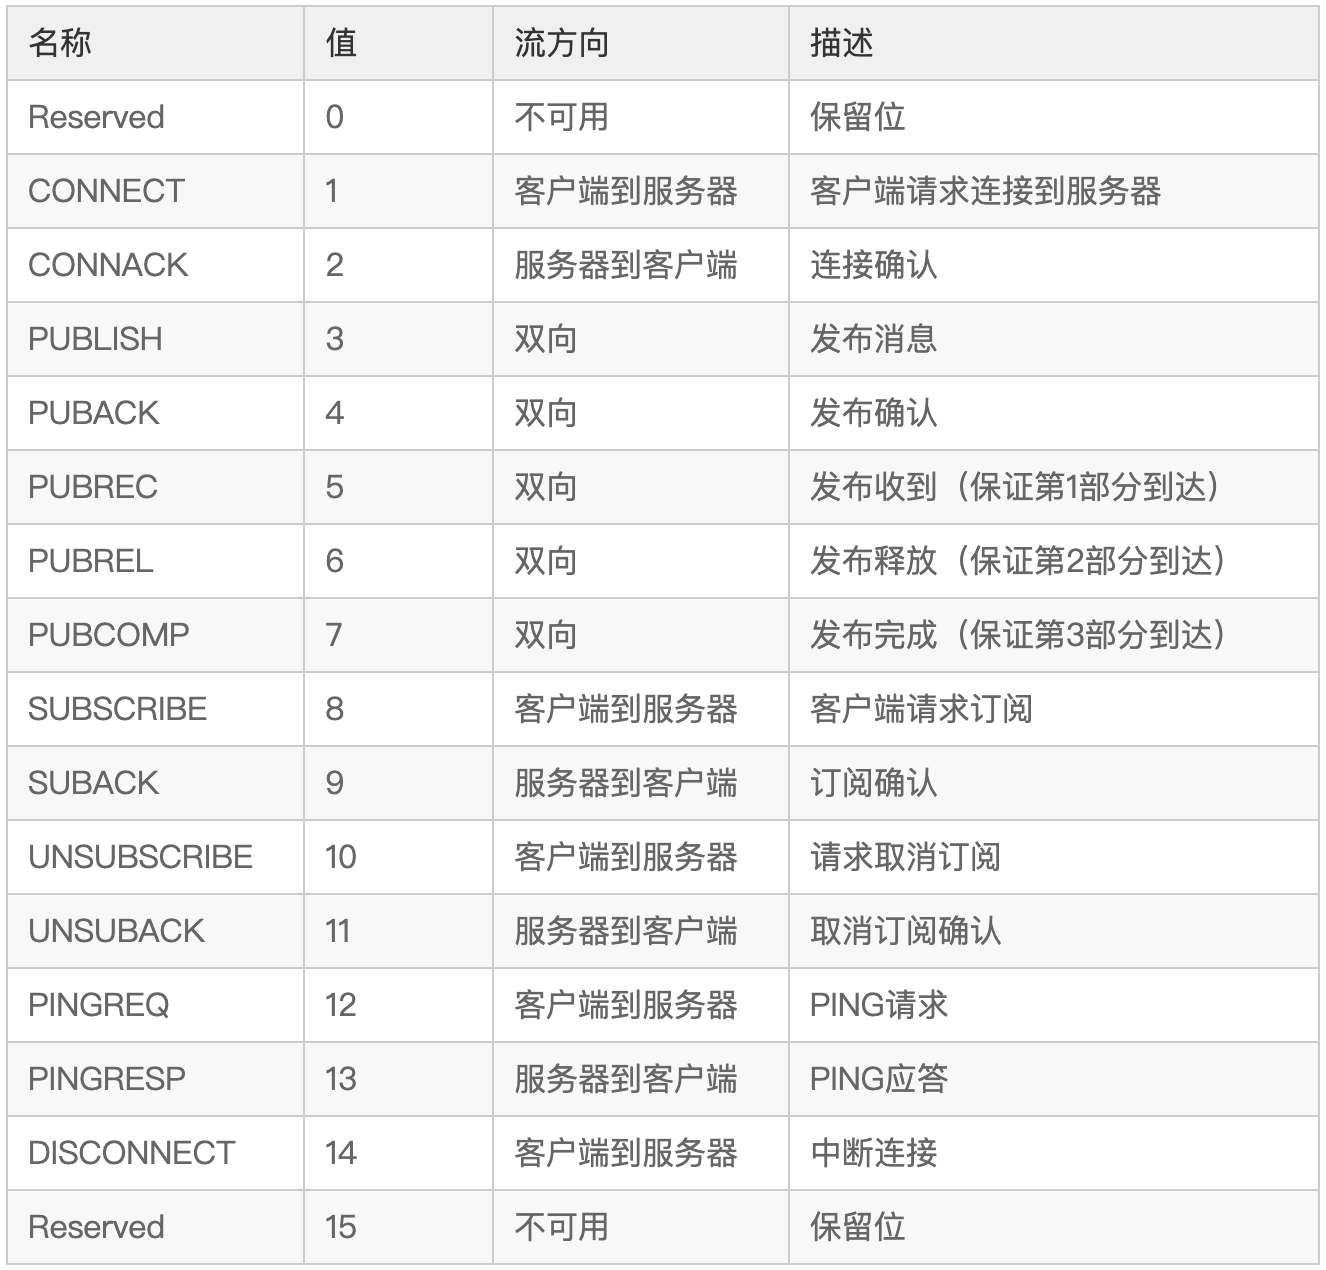 名称 值 流方向 描述
Reserved 0 不可用 保留位
CONNECT 1 客户端到服务器 客户端请求连接到服务器
CONNACK 2 服务器到客户端 连接确认
PUBLISH 3 双向 发布消息
PUBACK 4 双向 发布确认
PUBREC 5 双向 发布收到（保证第1部分到达）
PUBREL 6 双向 发布释放（保证第2部分到达）
PUBCOMP 7 双向 发布完成（保证第3部分到达）
SUBSCRIBE 8 客户端到服务器 客户端请求订阅
SUBACK 9 服务器到客户端 订阅确认
UNSUBSCRIBE 10 客户端到服务器 请求取消订阅
UNSUBACK 11 服务器到客户端 取消订阅确认
PINGREQ 12 客户端到服务器 PING请求
PINGRESP 13 服务器到客户端 PING应答
DISCONNECT 14 客户端到服务器 中断连接
Reserved 15 不可用 保留位